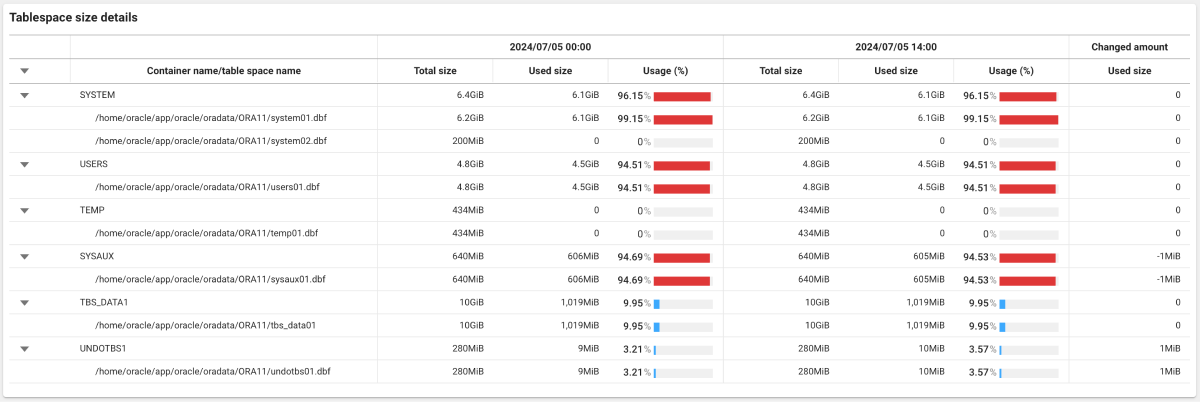 Tablespace size details
2024/07/05 00:00 2024/07/05 14:00 Changed amount
Container name/table space name Total size Used size Usage (%) Total size Used size Usage (%) Used size
SYSTEM 6.4GiB 6.1GiB 96.15% 6.4GiB 6.1GiB 96.15% 0
/home/oracle/app/oracle/oradata/ORA11/system01.dbf 6.2GiB 6.1GiB 99.15% 6.2GiB 6.1GiB 99.15% 0
/home/oracle/app/oracle/oradata/ORA11/system02.dbf 200MiB 0 0% 200MiB 0 0% 0
USERS 4.8GiB 4.5GiB 94.51% 4.8GiB 4.5GiB 94.51% 0
/home/oracle/app/oracle/oradata/ORA11/users01.dbf 4.8GiB 4.5GiB 94.51% 4.8GiB 4.5GiB 94.51% 0
TEMP 434MiB 0 0% 434MiB 0 0% 0
/home/oracle/app/oracle/oradata/ORA11/temp01.dbf 434MiB 0 0% 434MiB 0 0% 0
SYSAUX 640MiB 606MiB 94.69% 640MiB 605MiB 94.53% -1MiB
/home/oracle/app/oracle/oradata/ORA11/sysaux01.dbf 640MiB 606MiB 94.69% 640MiB 605MiB 94.53% -1MiB
TBS_DATA1 10GiB 1,019MiB 9.95% 10GiB 1,019MiB 9.95% 0
/home/oracle/app/oracle/oradata/ORA11/tbs_data01 10GiB 1,019MiB 9.95% 10GiB 1,019MiB 9.95% 0
UNDOTBS1 280MiB 9MiB 3.21% 280MiB 10MiB 3.57% 1MiB
/home/oracle/app/oracle/oradata/ORA11/undotbs01.dbf 280MiB 9MiB 3.21% 280MiB 10MiB 3.57% 1MiB